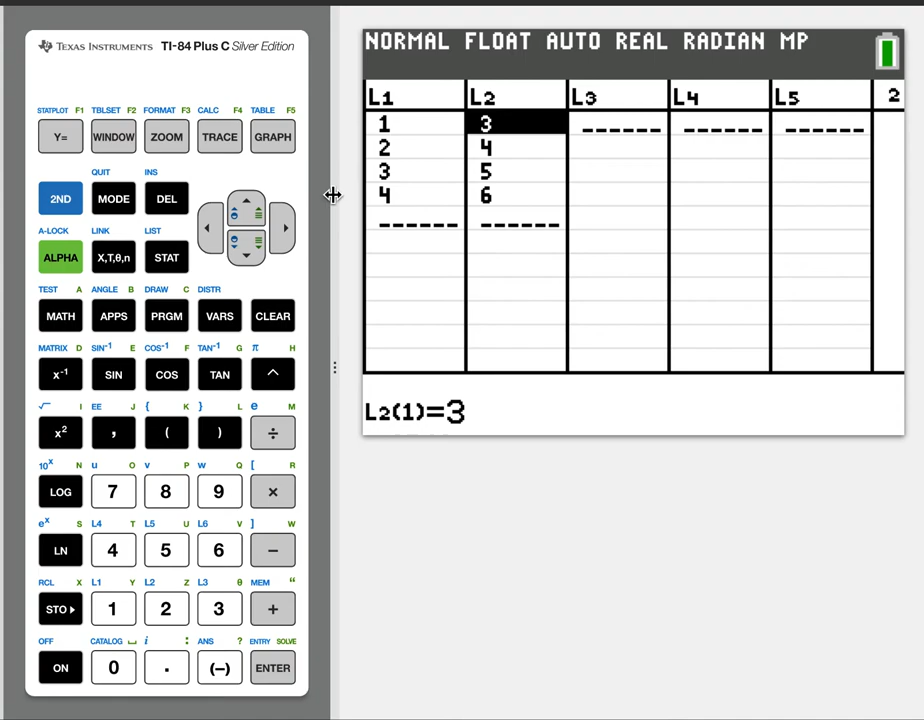 TEXAS INSTRUMENTS TI-84 Plus C Silver Edition
STATPLOT F1 TBLSET F2 FORMAT F3 CALC F4 TABLE F5
Y= WINDOW ZOOM TRACE GRAPH
QUIT INS
2ND MODE DEL
A-LOCK LINK LIST
ALPHA X,T,θ,n STAT
TEST A ANGLE B DRAW C DISTR
MATH APPS PRGM VARS CLEAR
MATRIX D SIN⁻¹ E COS⁻¹ F TAN⁻¹ G π H
x⁻¹ SIN COS TAN ^
√ I EE J { K } L e M
x² , ( ) ÷
10ˣ N u O v P w Q [ R
LOG 7 8 9 ×
eˣ S L4 T L5 U L6 V ] W
LN 4 5 6 −
RCL X L1 Y L2 Z L3 θ MEM “
STO▸ 1 2 3 +
OFF CATALOG ⎵ i : ANS ? ENTRY SOLVE
ON 0 . (−) ENTER
NORMAL FLOAT AUTO REAL RADIAN MP
L1 L2 L3 L4 L5 2
1 3 ------ ------ ------
2 4
3 5
4 6
------ ------
L2(1)=3